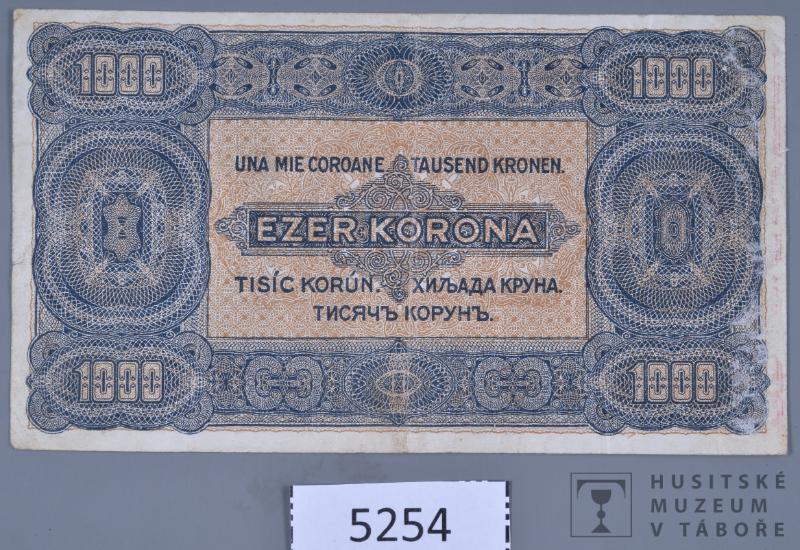 1000 1000
UNA MIE COROANE TAUSEND KRONEN.
EZER KORONA
TISÍC KORÚN. ХИЉАДА КРУНА.
ТИСЯЧЪ КОРУНЪ.
1000 1000
5254
HUSITSKÉ
MUZEUM
V TÁBOŘE